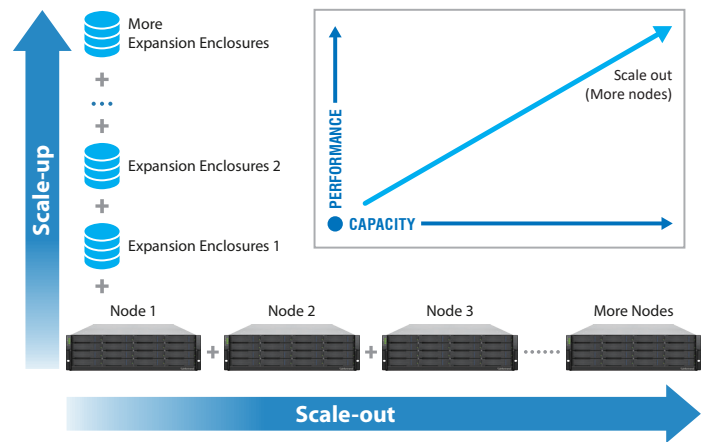 More
Expansion Enclosures
Scale out
(More nodes)
PERFORMANCE
Scale-up
Expansion Enclosures 2
CAPACITY
Expansion Enclosures 1
Node 1
Node 2
Node 3
More Nodes
Scale-out